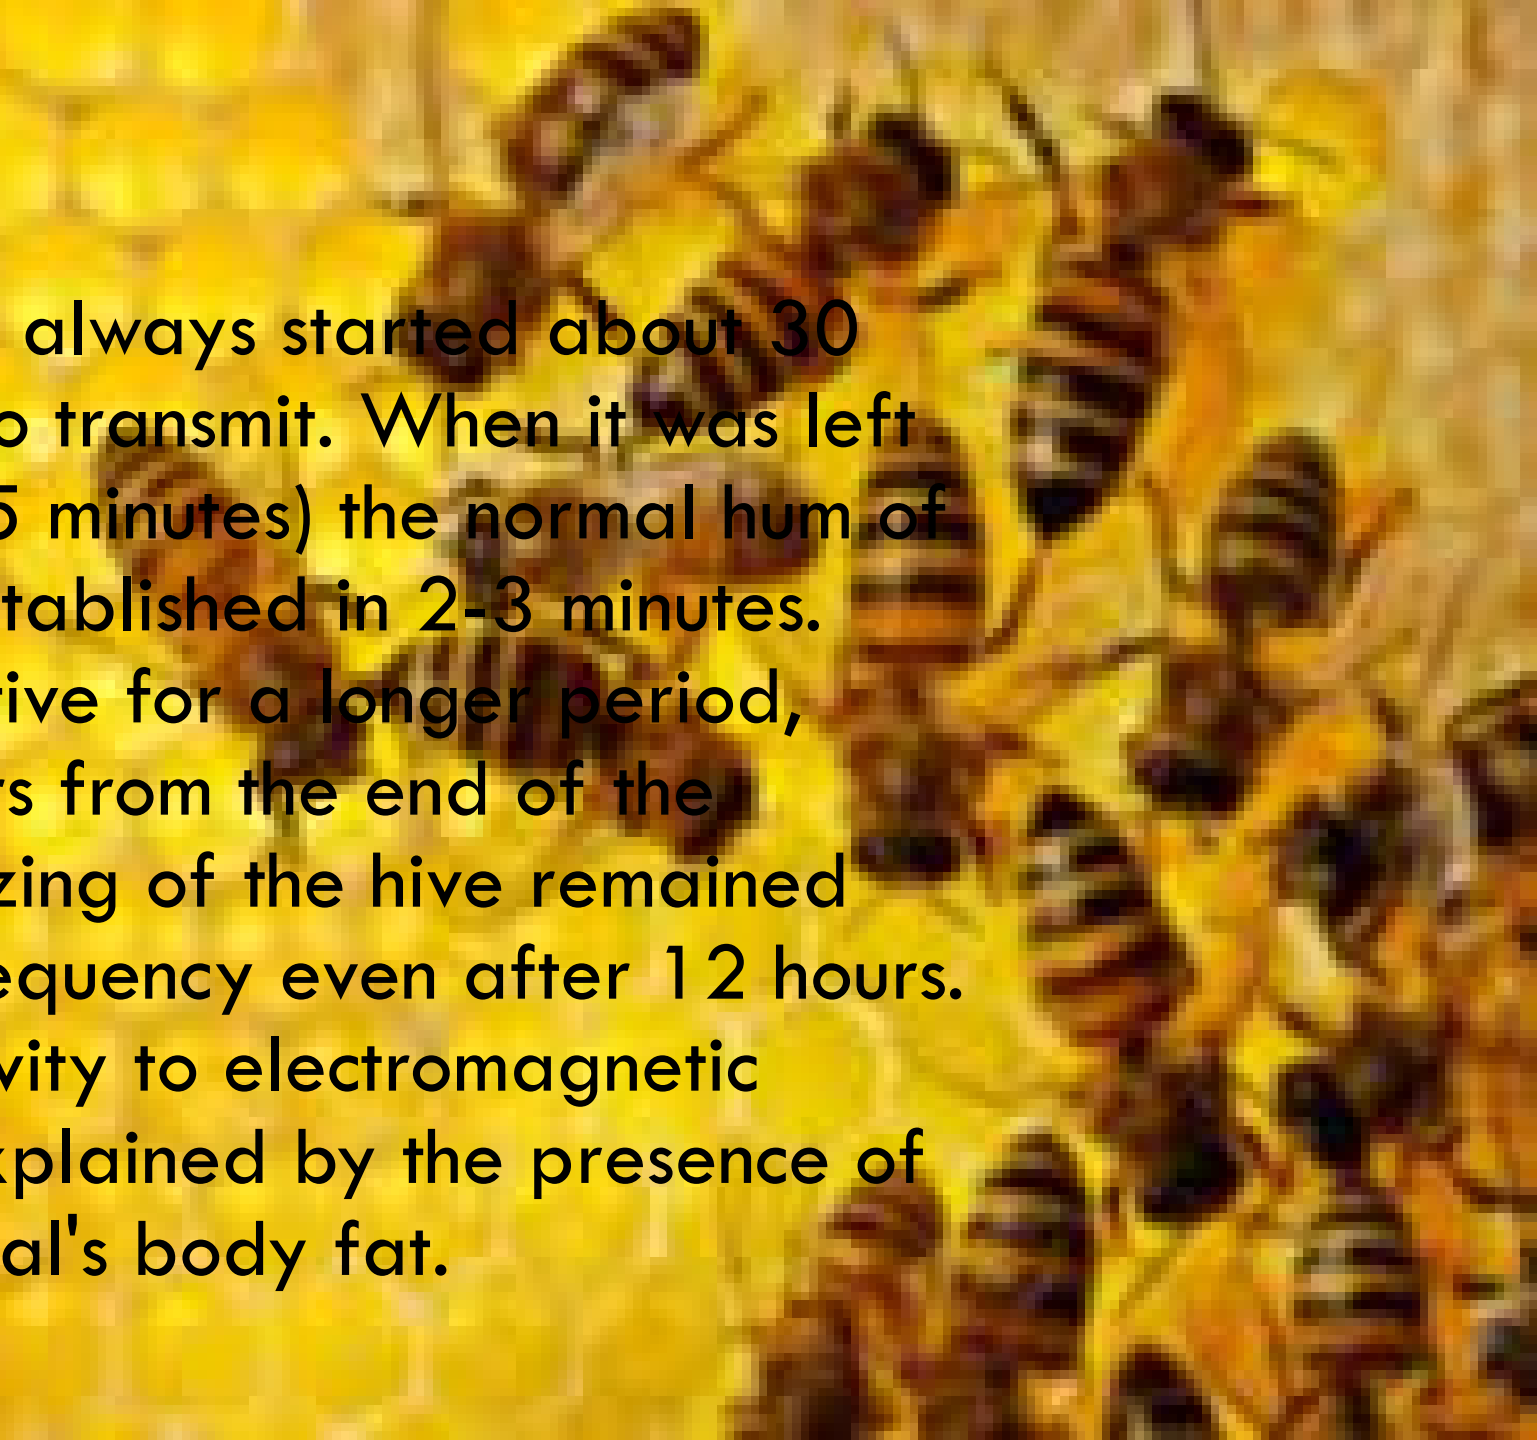 always started about 30
o transmit. When it was left
5 minutes) the normal hum of
tablished in 2-3 minutes.
ive for a longer period,
rs from the end of the
zing of the hive remained
equency even after 12 hours.
vity to electromagnetic
xplained by the presence of
al's body fat.